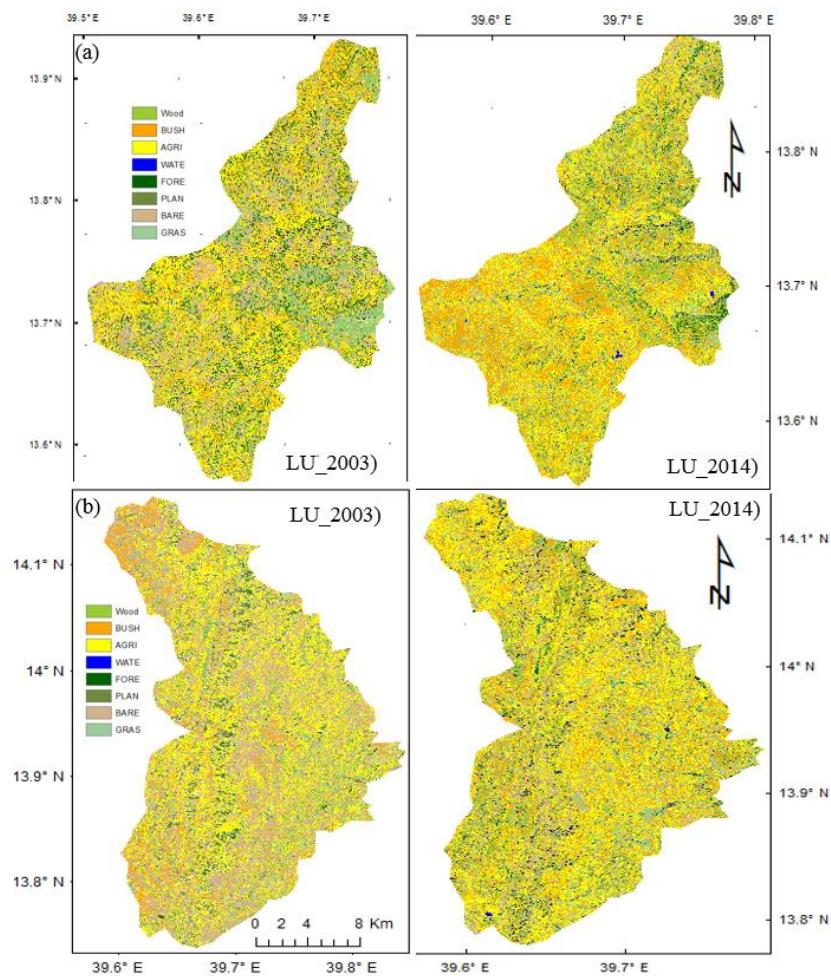 39.5° E 39.6° E 39.7° E
39.6° E 39.7° E 39.8° E
(a)
13.9° N
13.8° N
13.7° N
13.6° N
Wood
BUSH
AGRI
WATE
FORE
PLAN
BARE
GRAS
LU_2003)
N
13.8° N
13.7° N
13.6° N
LU_2014)
(b)
LU_2003)
14.1° N
14° N
13.9° N
13.8° N
Wood
BUSH
AGRI
WATE
FORE
PLAN
BARE
GRAS
0 2 4 8 Km
39.6° E 39.7° E 39.8° E
LU_2014)
N
14.1° N
14° N
13.9° N
13.8° N
39.6° E 39.7° E